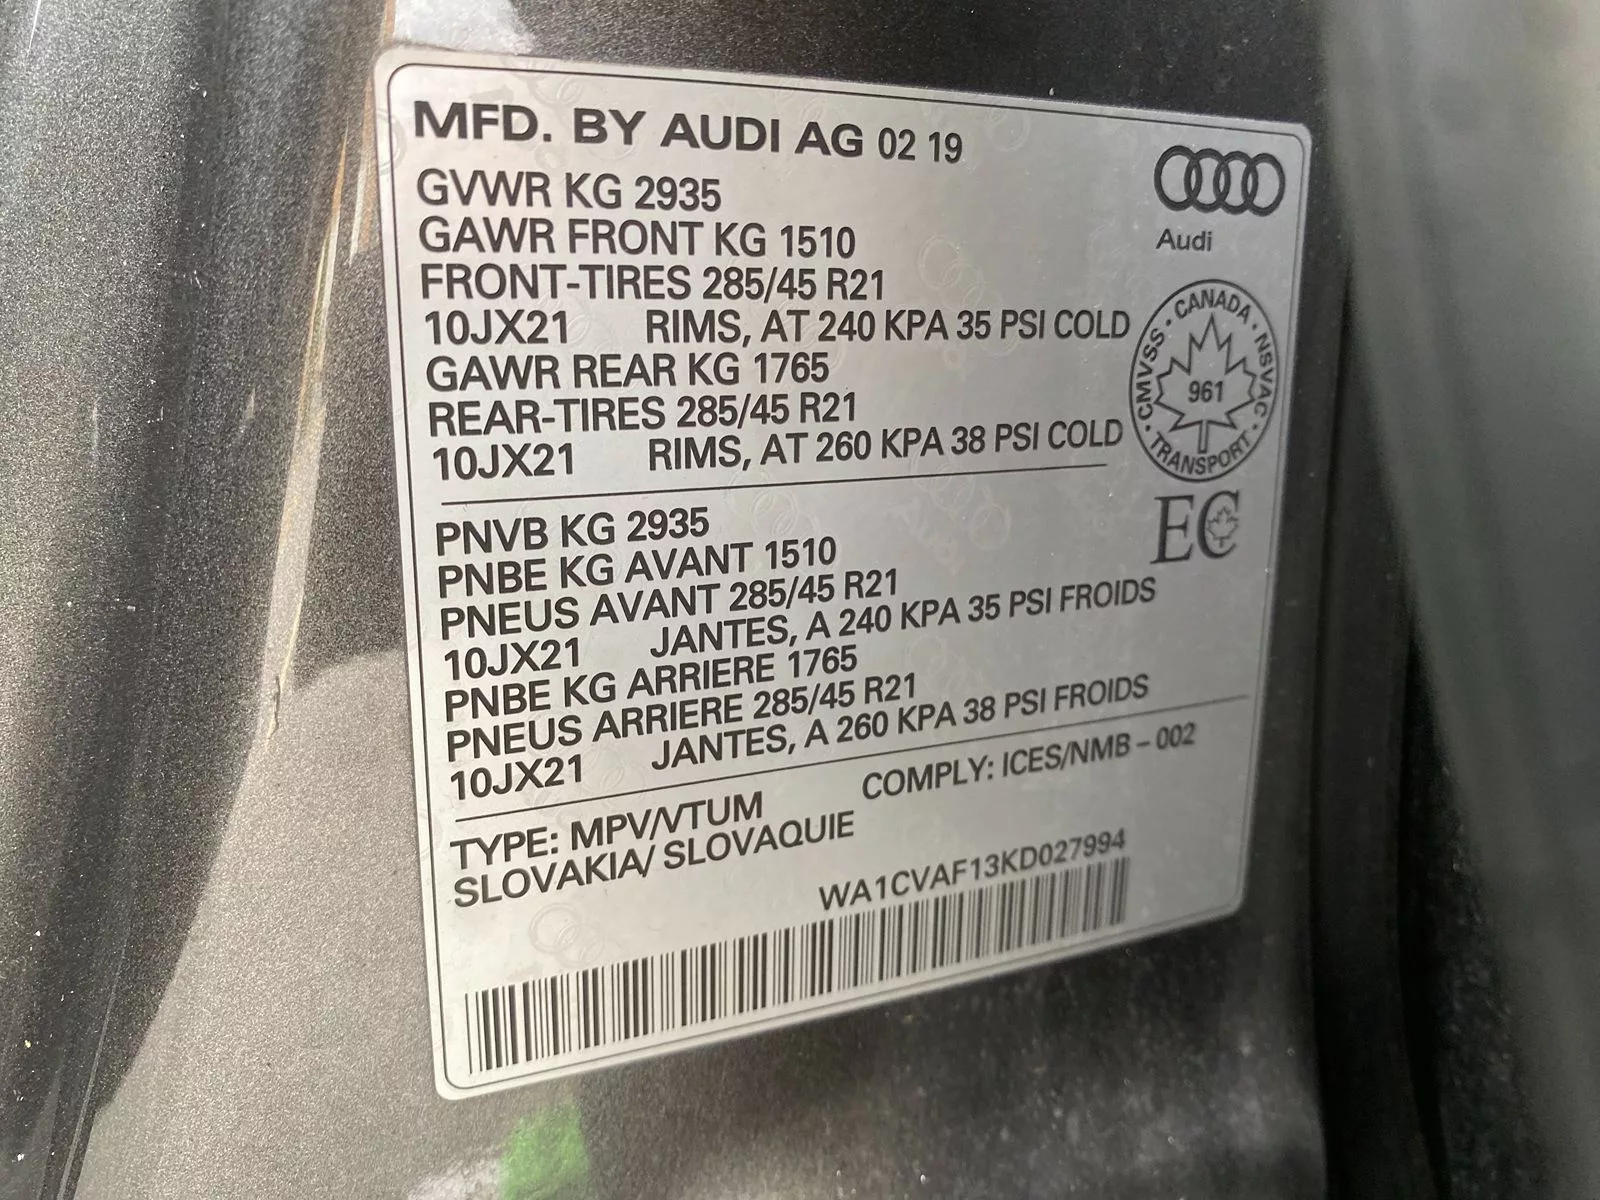 MFD. BY AUDI AG 02 19
GVWR KG 2935
GAWR FRONT KG 1510
FRONT-TIRES 285/45 R21
10JX21 RIMS, AT 240 KPA 35 PSI COLD
GAWR REAR KG 1765
REAR-TIRES 285/45 R21
10JX21 RIMS, AT 260 KPA 38 PSI COLD
Audi
CANADA • NSVAC • TRANSPORT • CMVSS •
961
EC
PNVB KG 2935
PNBE KG AVANT 1510
PNEUS AVANT 285/45 R21
10JX21 JANTES, A 240 KPA 35 PSI FROIDS
PNBE KG ARRIERE 1765
PNEUS ARRIERE 285/45 R21
10JX21 JANTES, A 260 KPA 38 PSI FROIDS
TYPE: MPV/VTUM COMPLY: ICES/NMB – 002
SLOVAKIA/ SLOVAQUIE
WA1CVAF13KD027994